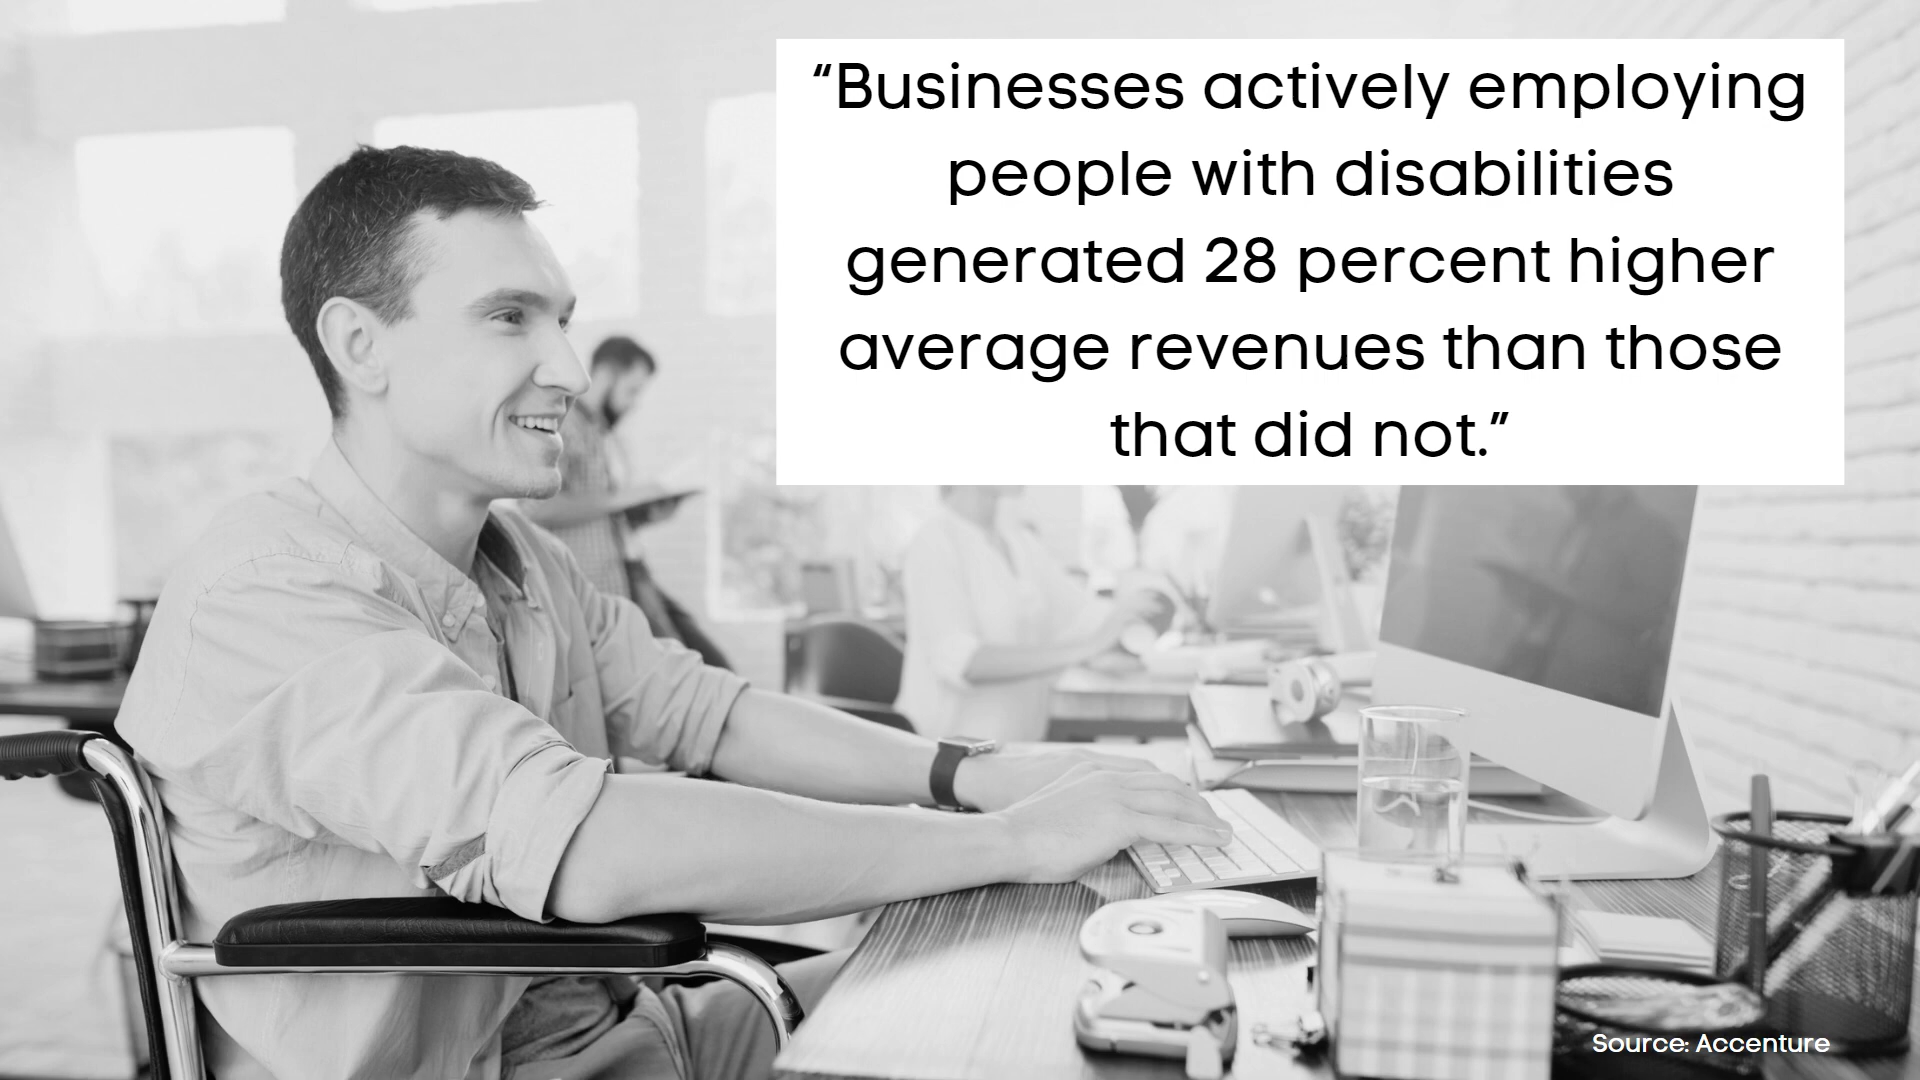 “Businesses actively employing
people with disabilities
generated 28 percent higher
average revenues than those
that did not.”
Source: Accenture